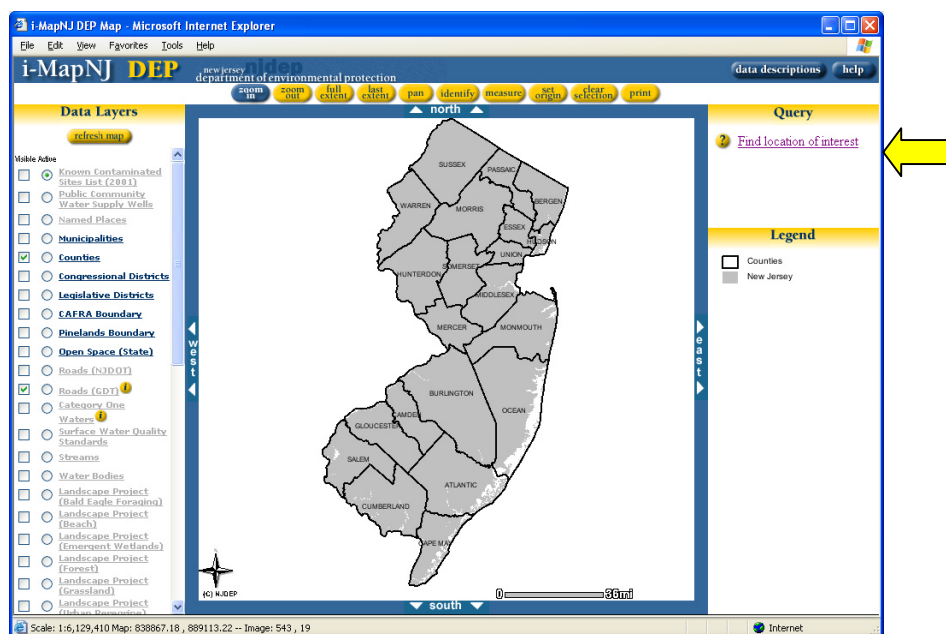 i-MapNJ DEP Map - Microsoft Internet Explorer
File Edit View Favorites Tools Help
i-MapNJ DEP
new jersey
njdep
department of environmental protection
data descriptions
help
zoom in
zoom out
full extent
last extent
pan
identify
measure
set origin
clear selection
print
Data Layers
refresh map
Visible Active
Known Contaminated
Sites List (2001)
Public Community
Water Supply Wells
Named Places
Municipalities
Counties
Congressional Districts
Legislative Districts
CAFRA Boundary
Pinelands Boundary
Open Space (State)
Roads (NJDOT)
Roads (GDT) i
Category One
Waters i
Surface Water Quality
Standards
Streams
Water Bodies
Landscape Project
(Bald Eagle Foraging)
Landscape Project
(Beach)
Landscape Project
(Emergent Wetlands)
Landscape Project
(Forest)
Landscape Project
(Grassland)
Landscape Project
(Urban Peregrine)
north
west
SUSSEX
PASSAIC
BERGEN
WARREN
MORRIS
ESSEX
HUDSON
UNION
HUNTERDON
SOMERSET
MIDDLESEX
MERCER
MONMOUTH
BURLINGTON
OCEAN
CAMDEN
GLOUCESTER
SALEM
ATLANTIC
CUMBERLAND
CAPE MAY
(C) NJDEP
0 36mi
south
east
Query
? Find location of interest
Legend
Counties
New Jersey
Scale: 1:6,129,410 Map: 838867.18 , 889113.22 -- Image: 543 , 19
Internet